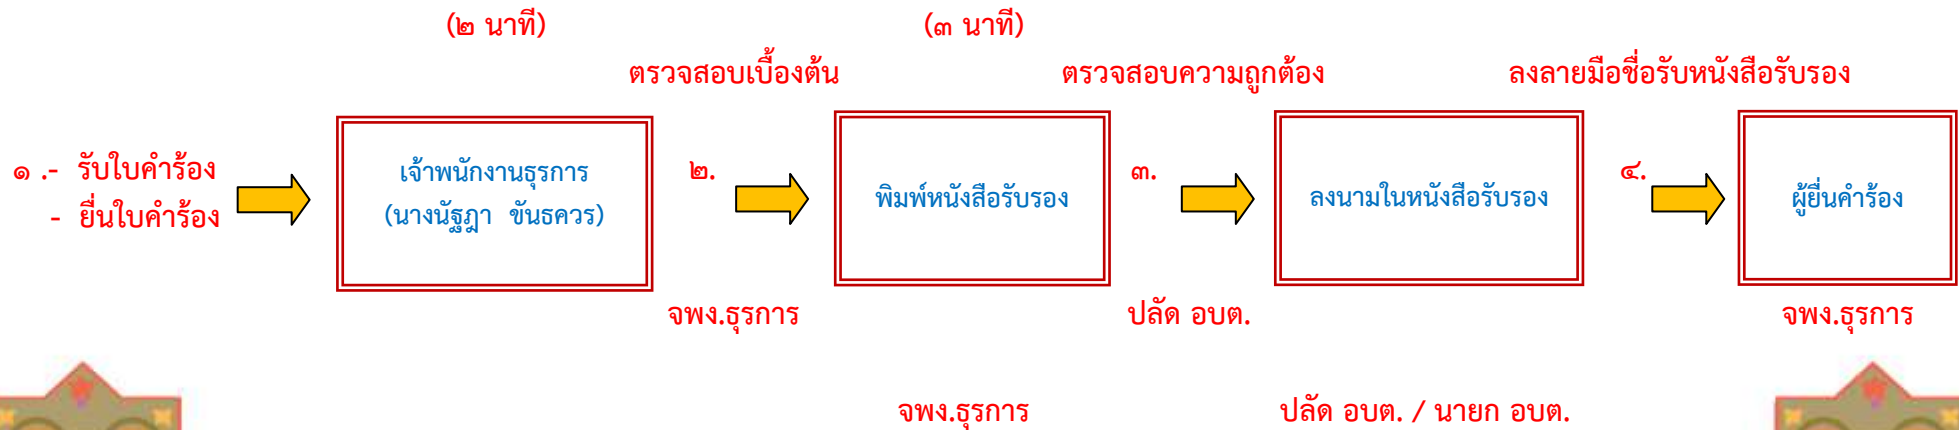 (๒ นาที)
(๓ นาที)
ตรวจสอบเบื้องต้น
ตรวจสอบความถูกต้อง
ลงลายมือชื่อรับหนังสือรับรอง
๑ .- รับใบคำร้อง
- ยื่นใบคำร้อง
เจ้าพนักงานธุรการ
(นางนัฐฎา ขันธควร)
๒.
พิมพ์หนังสือรับรอง
๓.
ลงนามในหนังสือรับรอง
๔.
ผู้ยื่นคำร้อง
จพง.ธุรการ
ปลัด อบต.
จพง.ธุรการ
จพง.ธุรการ
ปลัด อบต. / นายก อบต.